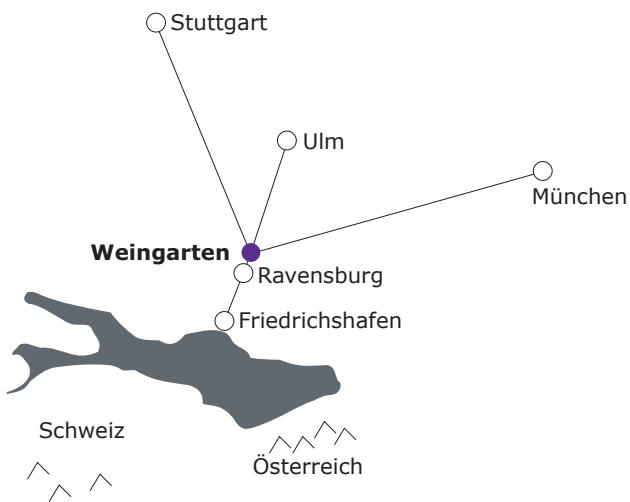 Stuttgart
Ulm
München
Weingarten
Ravensburg
Friedrichshafen
Schweiz
Österreich